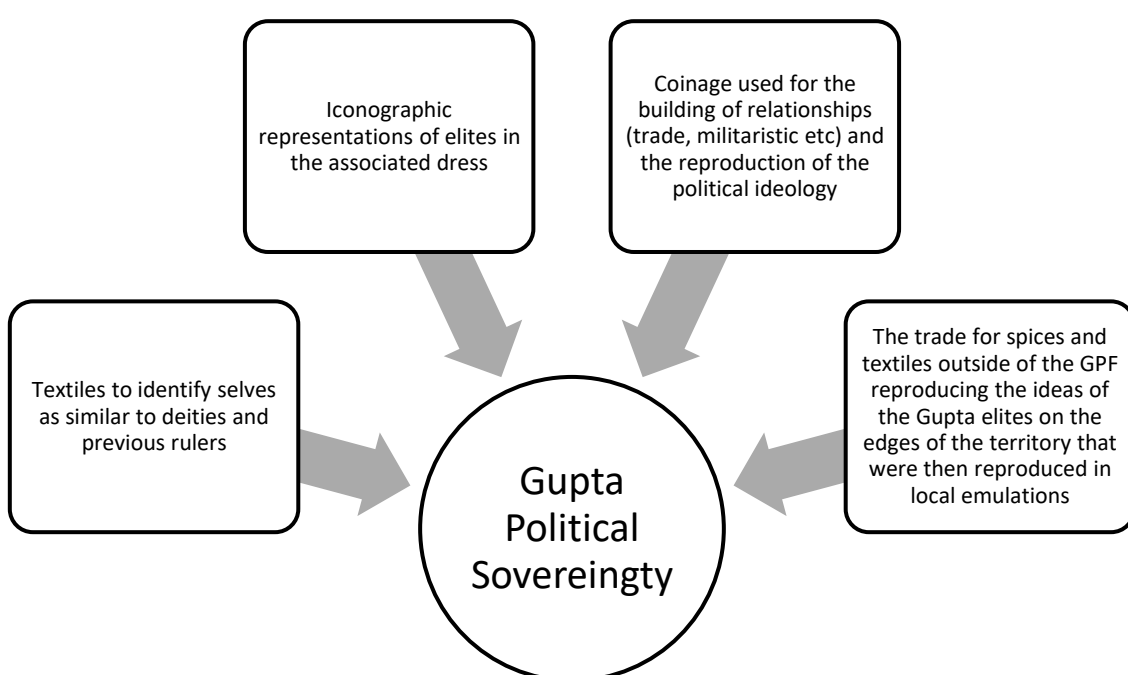 Iconographic
representations of elites in
the associated dress
Coinage used for the
building of relationships
(trade, militaristic etc) and
the reproduction of the
political ideology
Textiles to identify selves
as similar to deities and
previous rulers
The trade for spices and
textiles outside of the GPF
reproducing the ideas of
the Gupta elites on the
edges of the territory that
were then reproduced in
local emulations
Gupta
Political
Sovereingty